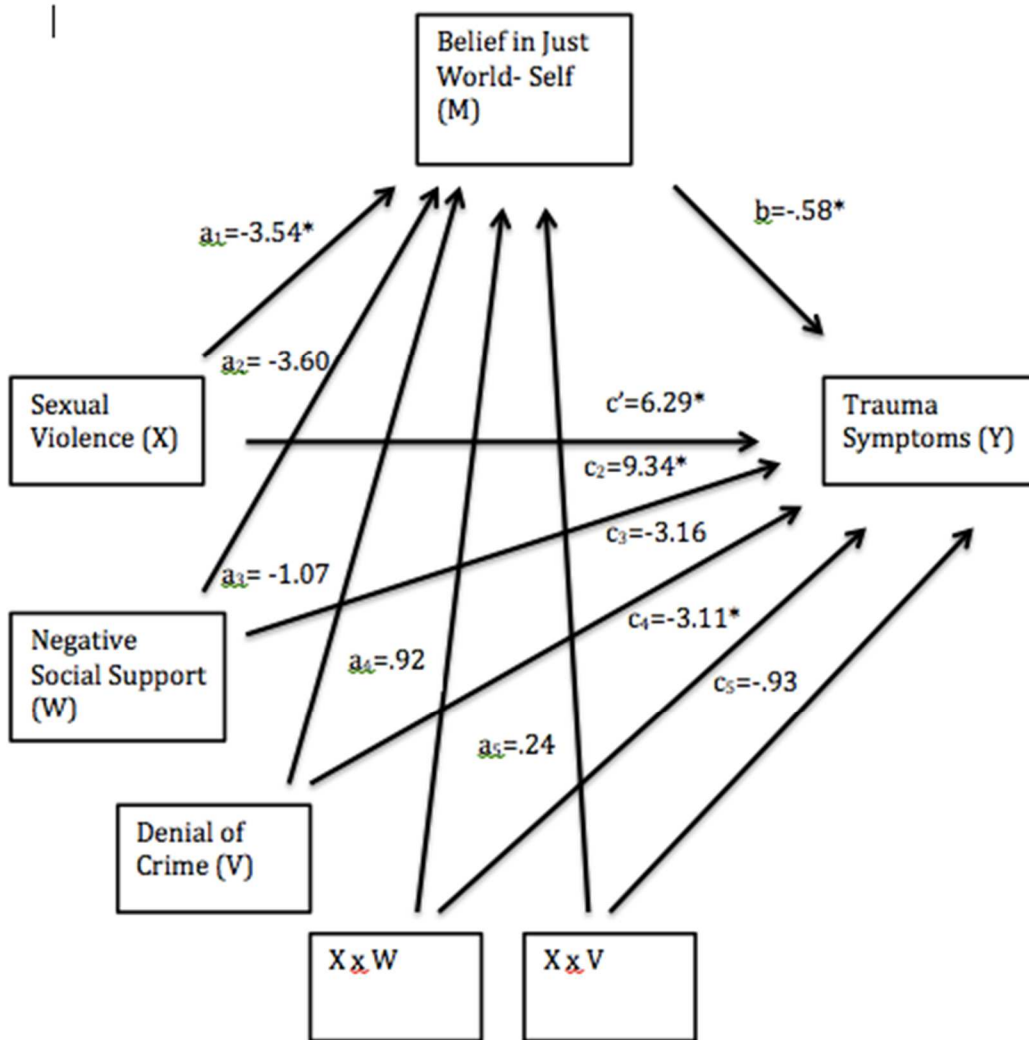 Belief in Just
World- Self
(M)
a₁=-3.54*
b=-.58*
a₂= -3.60
Sexual
Violence (X)
c’=6.29*
Trauma
Symptoms (Y)
c₂=9.34*
c₃=-3.16
a₃= -1.07
Negative
Social Support
(W)
c₄=-3.11*
a₄=.92
c₅=-.93
a₅=.24
Denial of
Crime (V)
X x W
X x V